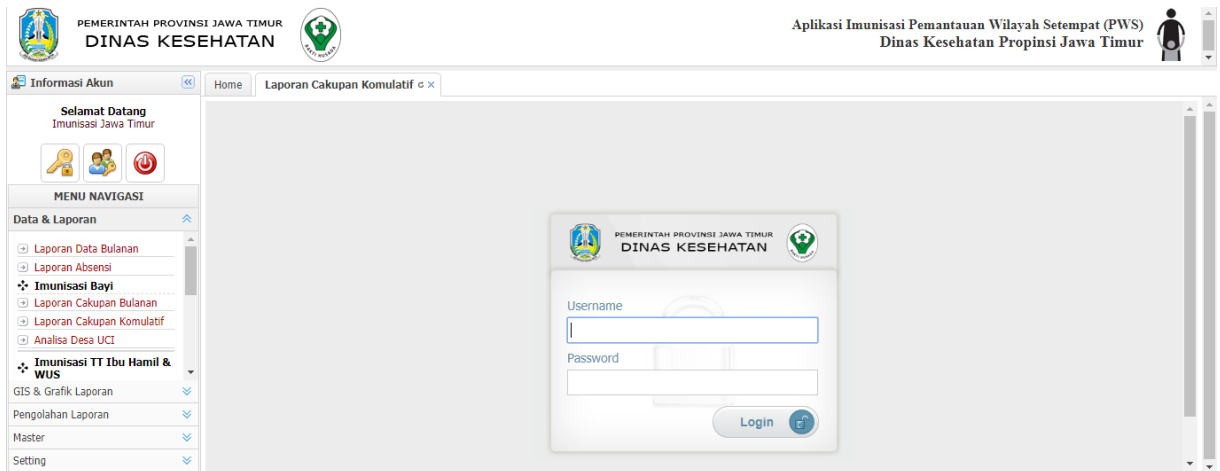 PEMERINTAH PROVINSI JAWA TIMUR
DINAS KESEHATAN
BAKTI HUSADA
Aplikasi Imunisasi Pemantauan Wilayah Setempat (PWS)
Dinas Kesehatan Propinsi Jawa Timur
Informasi Akun
Selamat Datang
Imunisasi Jawa Timur
MENU NAVIGASI
Data & Laporan
Laporan Data Bulanan
Laporan Absensi
Imunisasi Bayi
Laporan Cakupan Bulanan
Laporan Cakupan Komulatif
Analisa Desa UCI
Imunisasi TT Ibu Hamil &
WUS
GIS & Grafik Laporan
Pengolahan Laporan
Master
Setting
Home
Laporan Cakupan Komulatif
PEMERINTAH PROVINSI JAWA TIMUR
DINAS KESEHATAN
Username
Password
Login